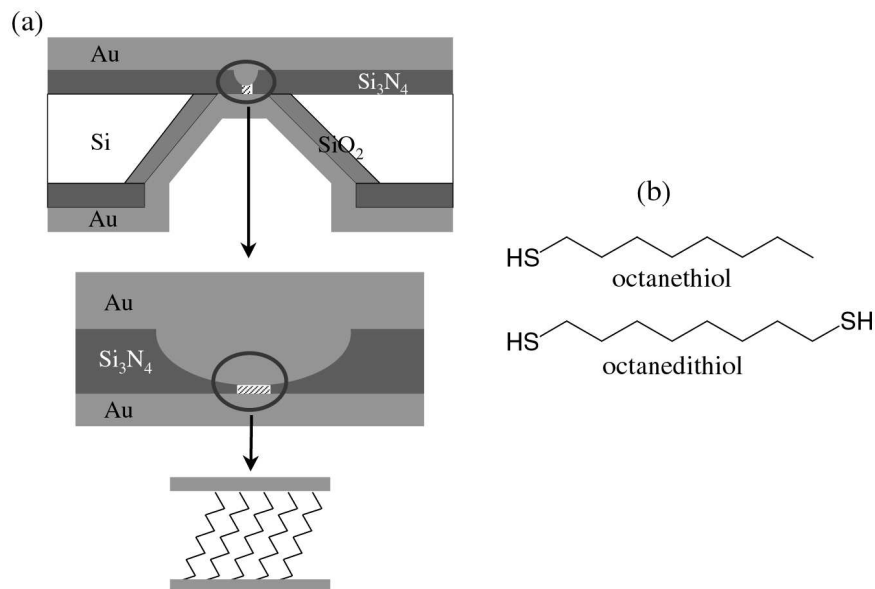 (a)
Au
Si₃N₄
Si
SiO₂
Au
Au
Si₃N₄
Au
(b)
HS
octanethiol
HS
SH
octanedithiol